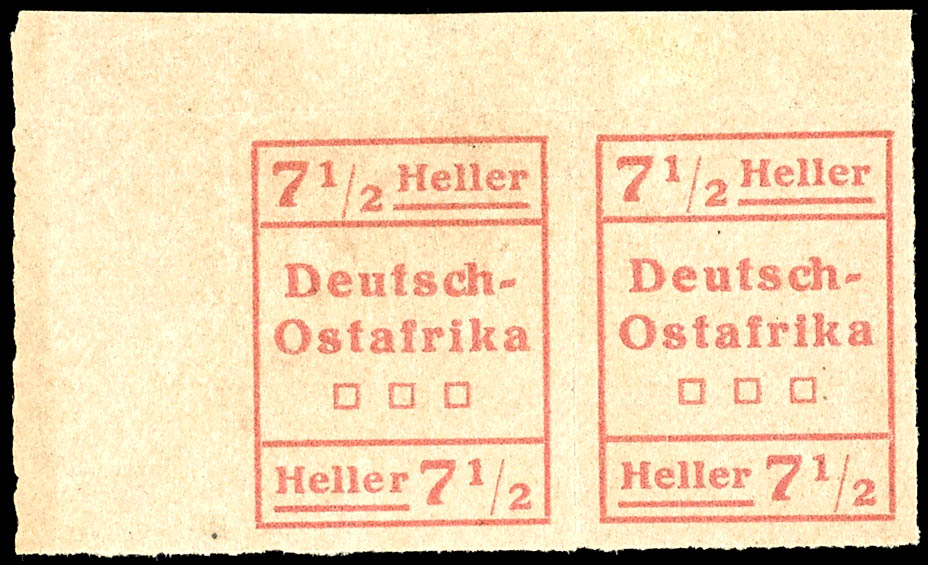 7 1/2 Heller
Deutsch-
Ostafrika
Heller 7 1/2
7 1/2 Heller
Deutsch-
Ostafrika
Heller 7 1/2